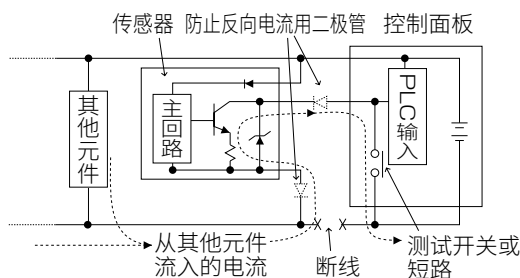 传感器
防止反向电流用二极管
控制面板
其他元件
主回路
PLC输入
从其他元件
流入的电流
断线
测试开关或
短路